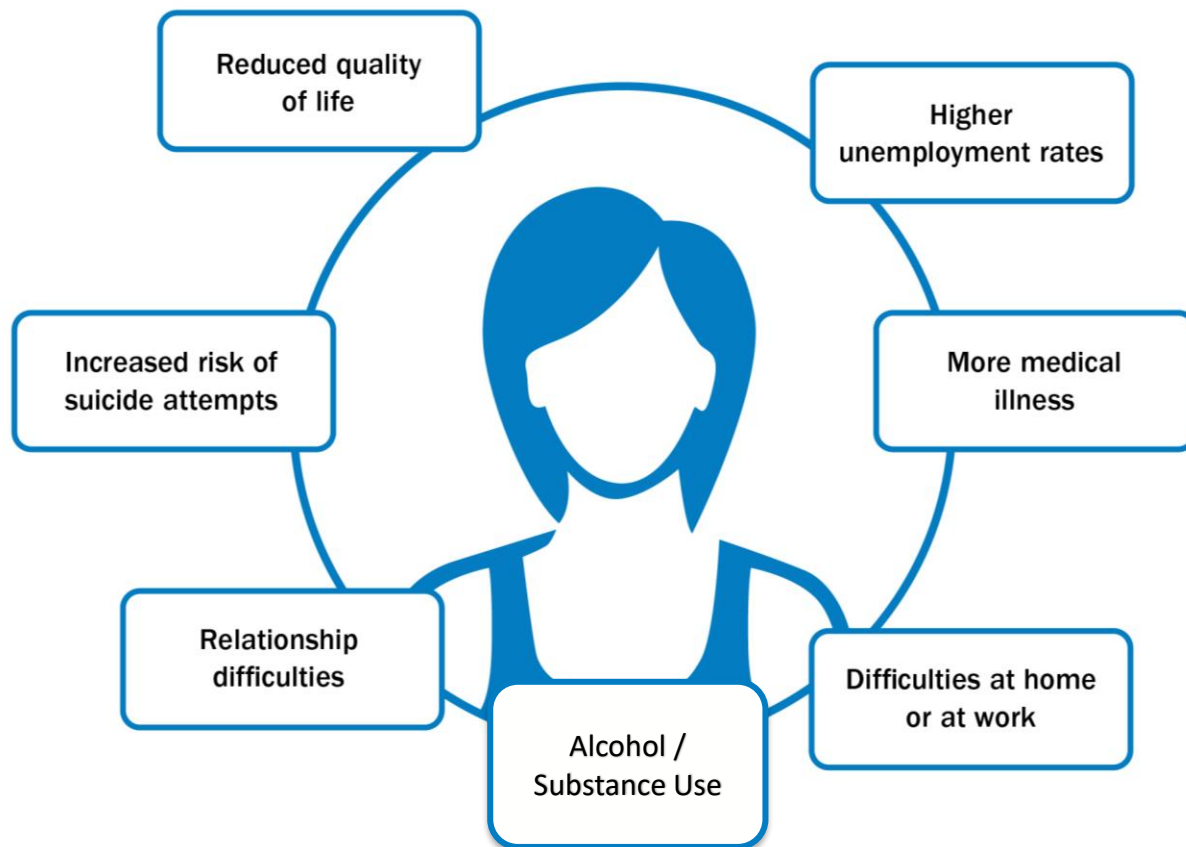 Reduced quality
of life
Higher
unemployment rates
Increased risk of
suicide attempts
More medical
illness
Relationship
difficulties
Difficulties at home
or at work
Alcohol /
Substance Use